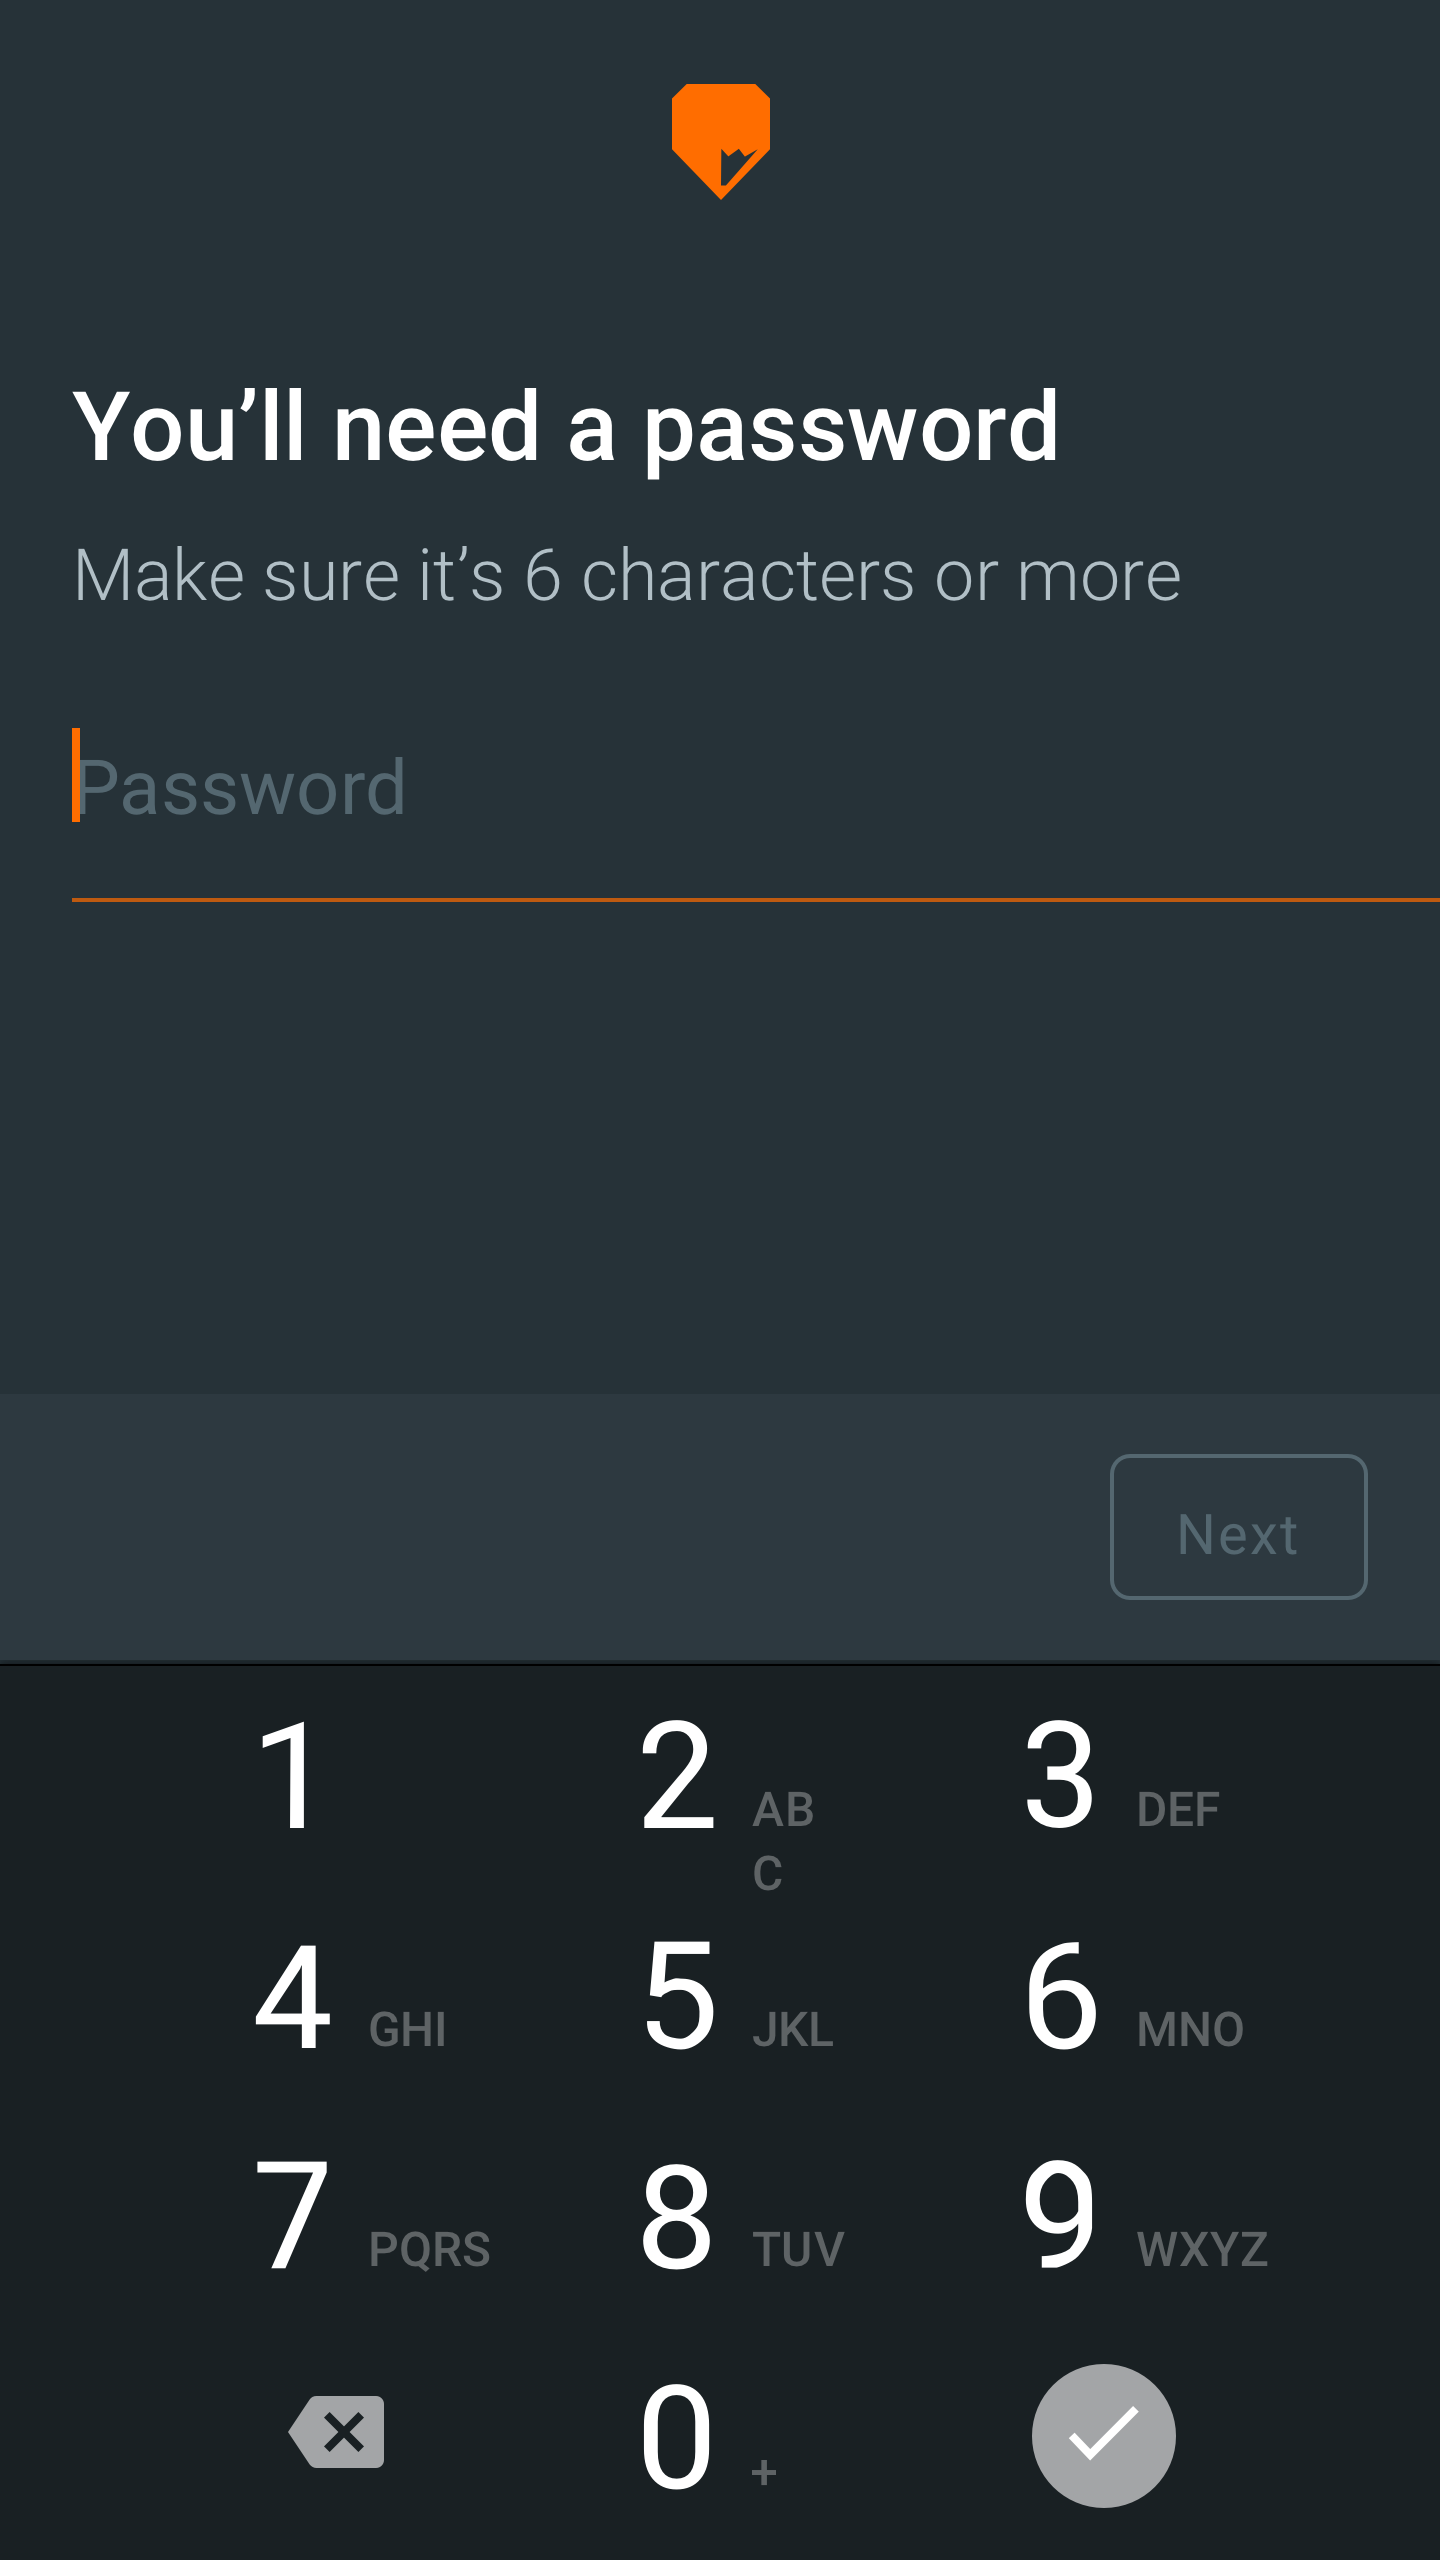 You’ll need a password
Make sure it’s 6 characters or more
Password
Next
1 2 AB 3 DEF
C
4 GHI 5 JKL 6 MNO
7 PQRS 8 TUV 9 WXYZ
0 +